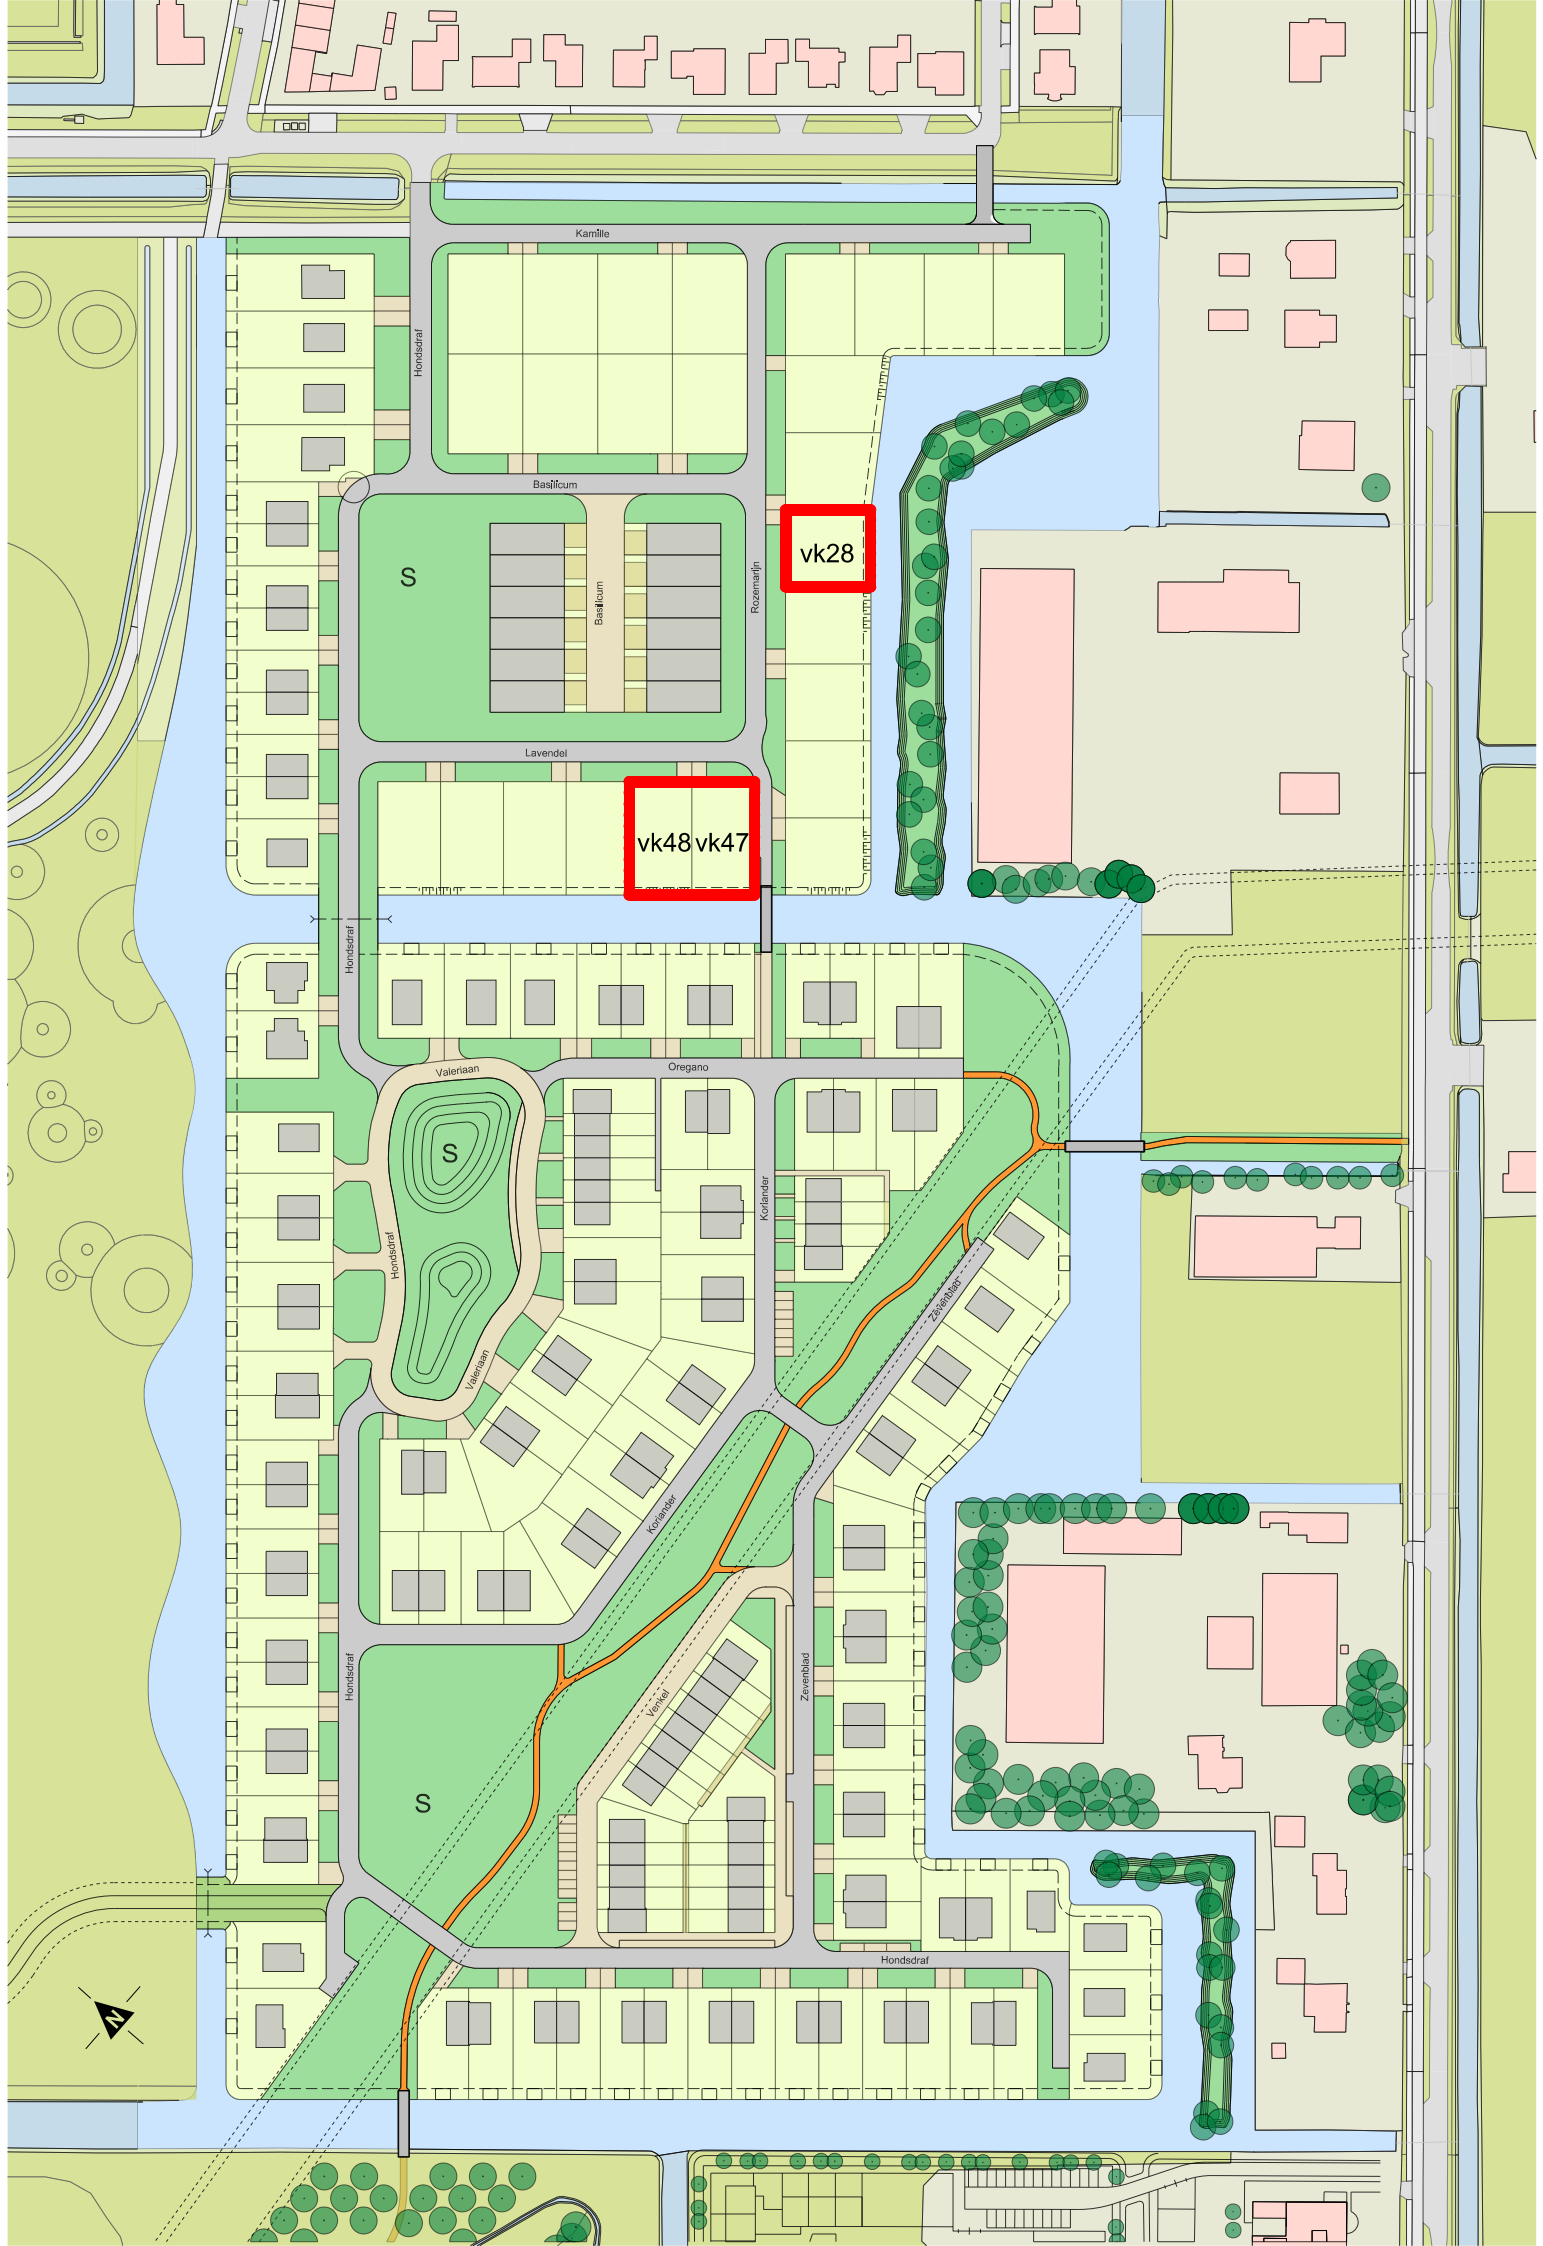 Kamille
Hondsdraf
Basilicum
vk28
S
Basilicum
Rozemarijn
Lavendel
vk48 vk47
Hondsdraf
Valeriaan
Oregano
S
Koriander
Hondsdraf
Zevenblad
Valeriaan
Koriander
Hondsdraf
Venkel
Zevenblad
S
Hondsdraf
N